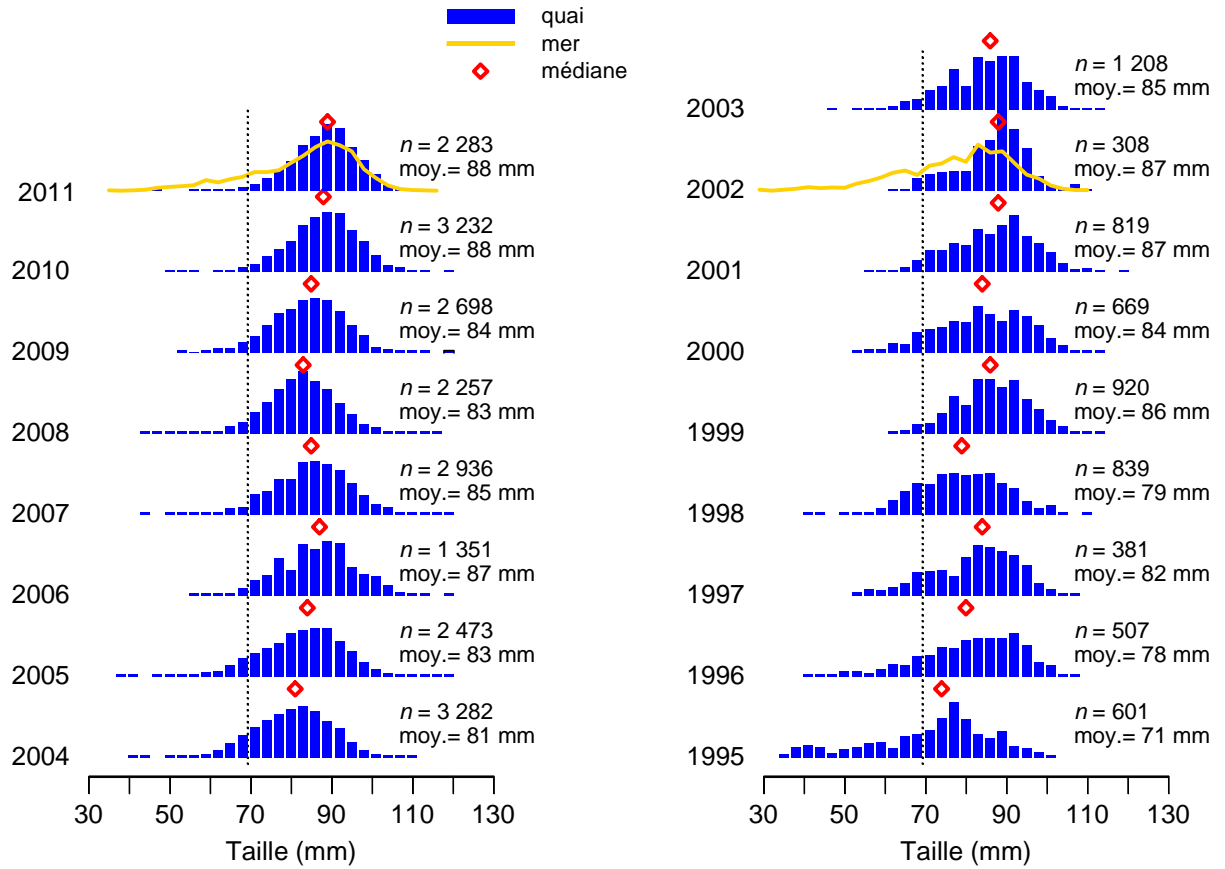 quai
mer
médiane
n = 2 283
moy.= 88 mm
2011
n = 3 232
moy.= 88 mm
2010
n = 2 698
moy.= 84 mm
2009
n = 2 257
moy.= 83 mm
2008
n = 2 936
moy.= 85 mm
2007
n = 1 351
moy.= 87 mm
2006
n = 2 473
moy.= 83 mm
2005
n = 3 282
moy.= 81 mm
2004
30 50 70 90 110 130
Taille (mm)
n = 1 208
moy.= 85 mm
2003
n = 308
moy.= 87 mm
2002
n = 819
moy.= 87 mm
2001
n = 669
moy.= 84 mm
2000
n = 920
moy.= 86 mm
1999
n = 839
moy.= 79 mm
1998
n = 381
moy.= 82 mm
1997
n = 507
moy.= 78 mm
1996
n = 601
moy.= 71 mm
1995
30 50 70 90 110 130
Taille (mm)